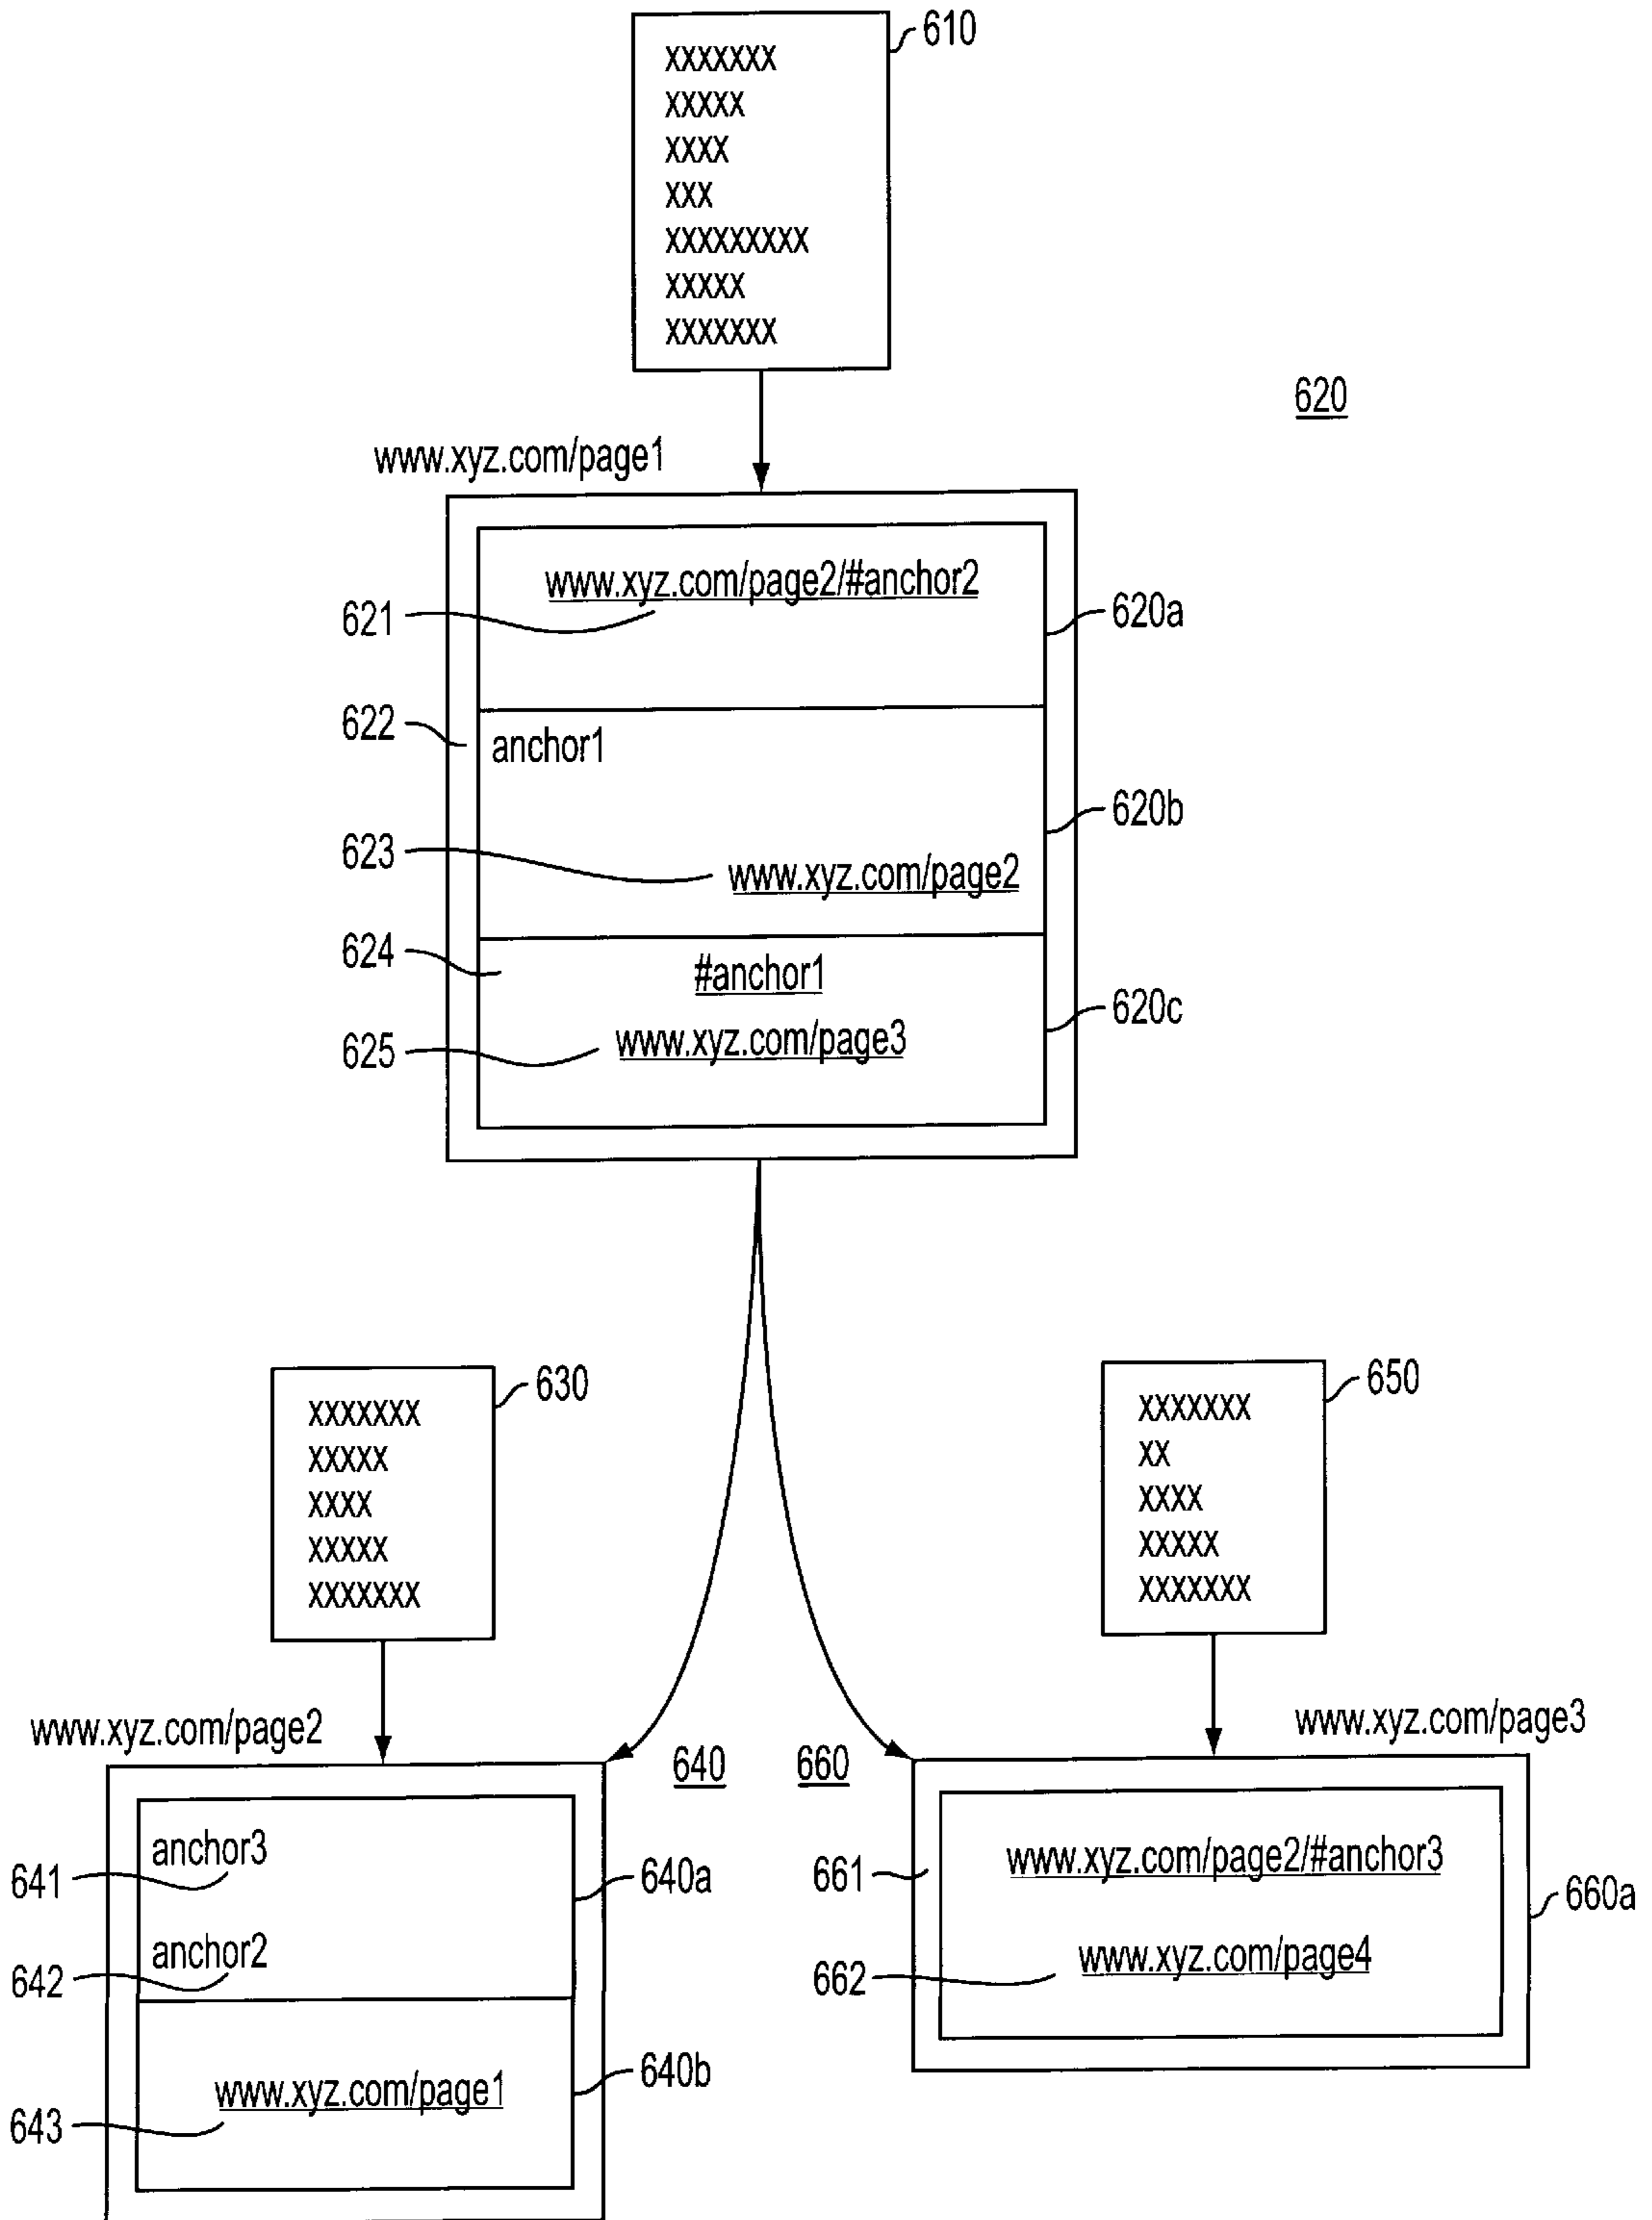 610
XXXXXXX
XXXXX
XXXX
XXX
XXXXXXXXX
XXXXX
XXXXXXX
620
www.xyz.com/page1
www.xyz.com/page2/#anchor2
621
620a
622
anchor1
620b
623
www.xyz.com/page2
624
#anchor1
620c
625
www.xyz.com/page3
630
XXXXXXX
XXXXX
XXXX
XXXXX
XXXXXXX
650
XXXXXXX
XX
XXXX
XXXXX
XXXXXXX
www.xyz.com/page2
www.xyz.com/page3
640
660
anchor3
641
640a
anchor2
642
www.xyz.com/page1
640b
643
www.xyz.com/page2/#anchor3
661
660a
www.xyz.com/page4
662